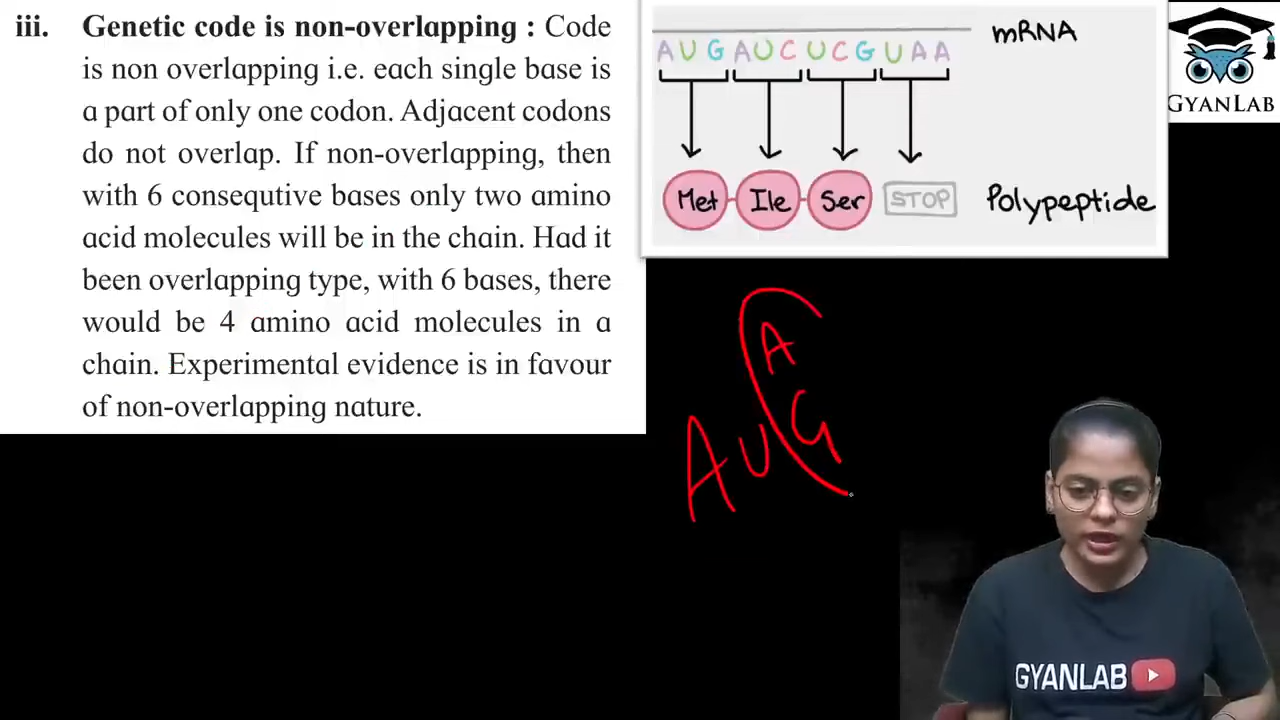 iii. Genetic code is non-overlapping : Code
is non overlapping i.e. each single base is
a part of only one codon. Adjacent codons
do not overlap. If non-overlapping, then
with 6 consequtive bases only two amino
acid molecules will be in the chain. Had it
been overlapping type, with 6 bases, there
would be 4 amino acid molecules in a
chain. Experimental evidence is in favour
of non-overlapping nature.
mRNA
AUG AUC UCG UAA
Met Ile Ser STOP Polypeptide
GYANLAB
A
AUG
GYANLAB